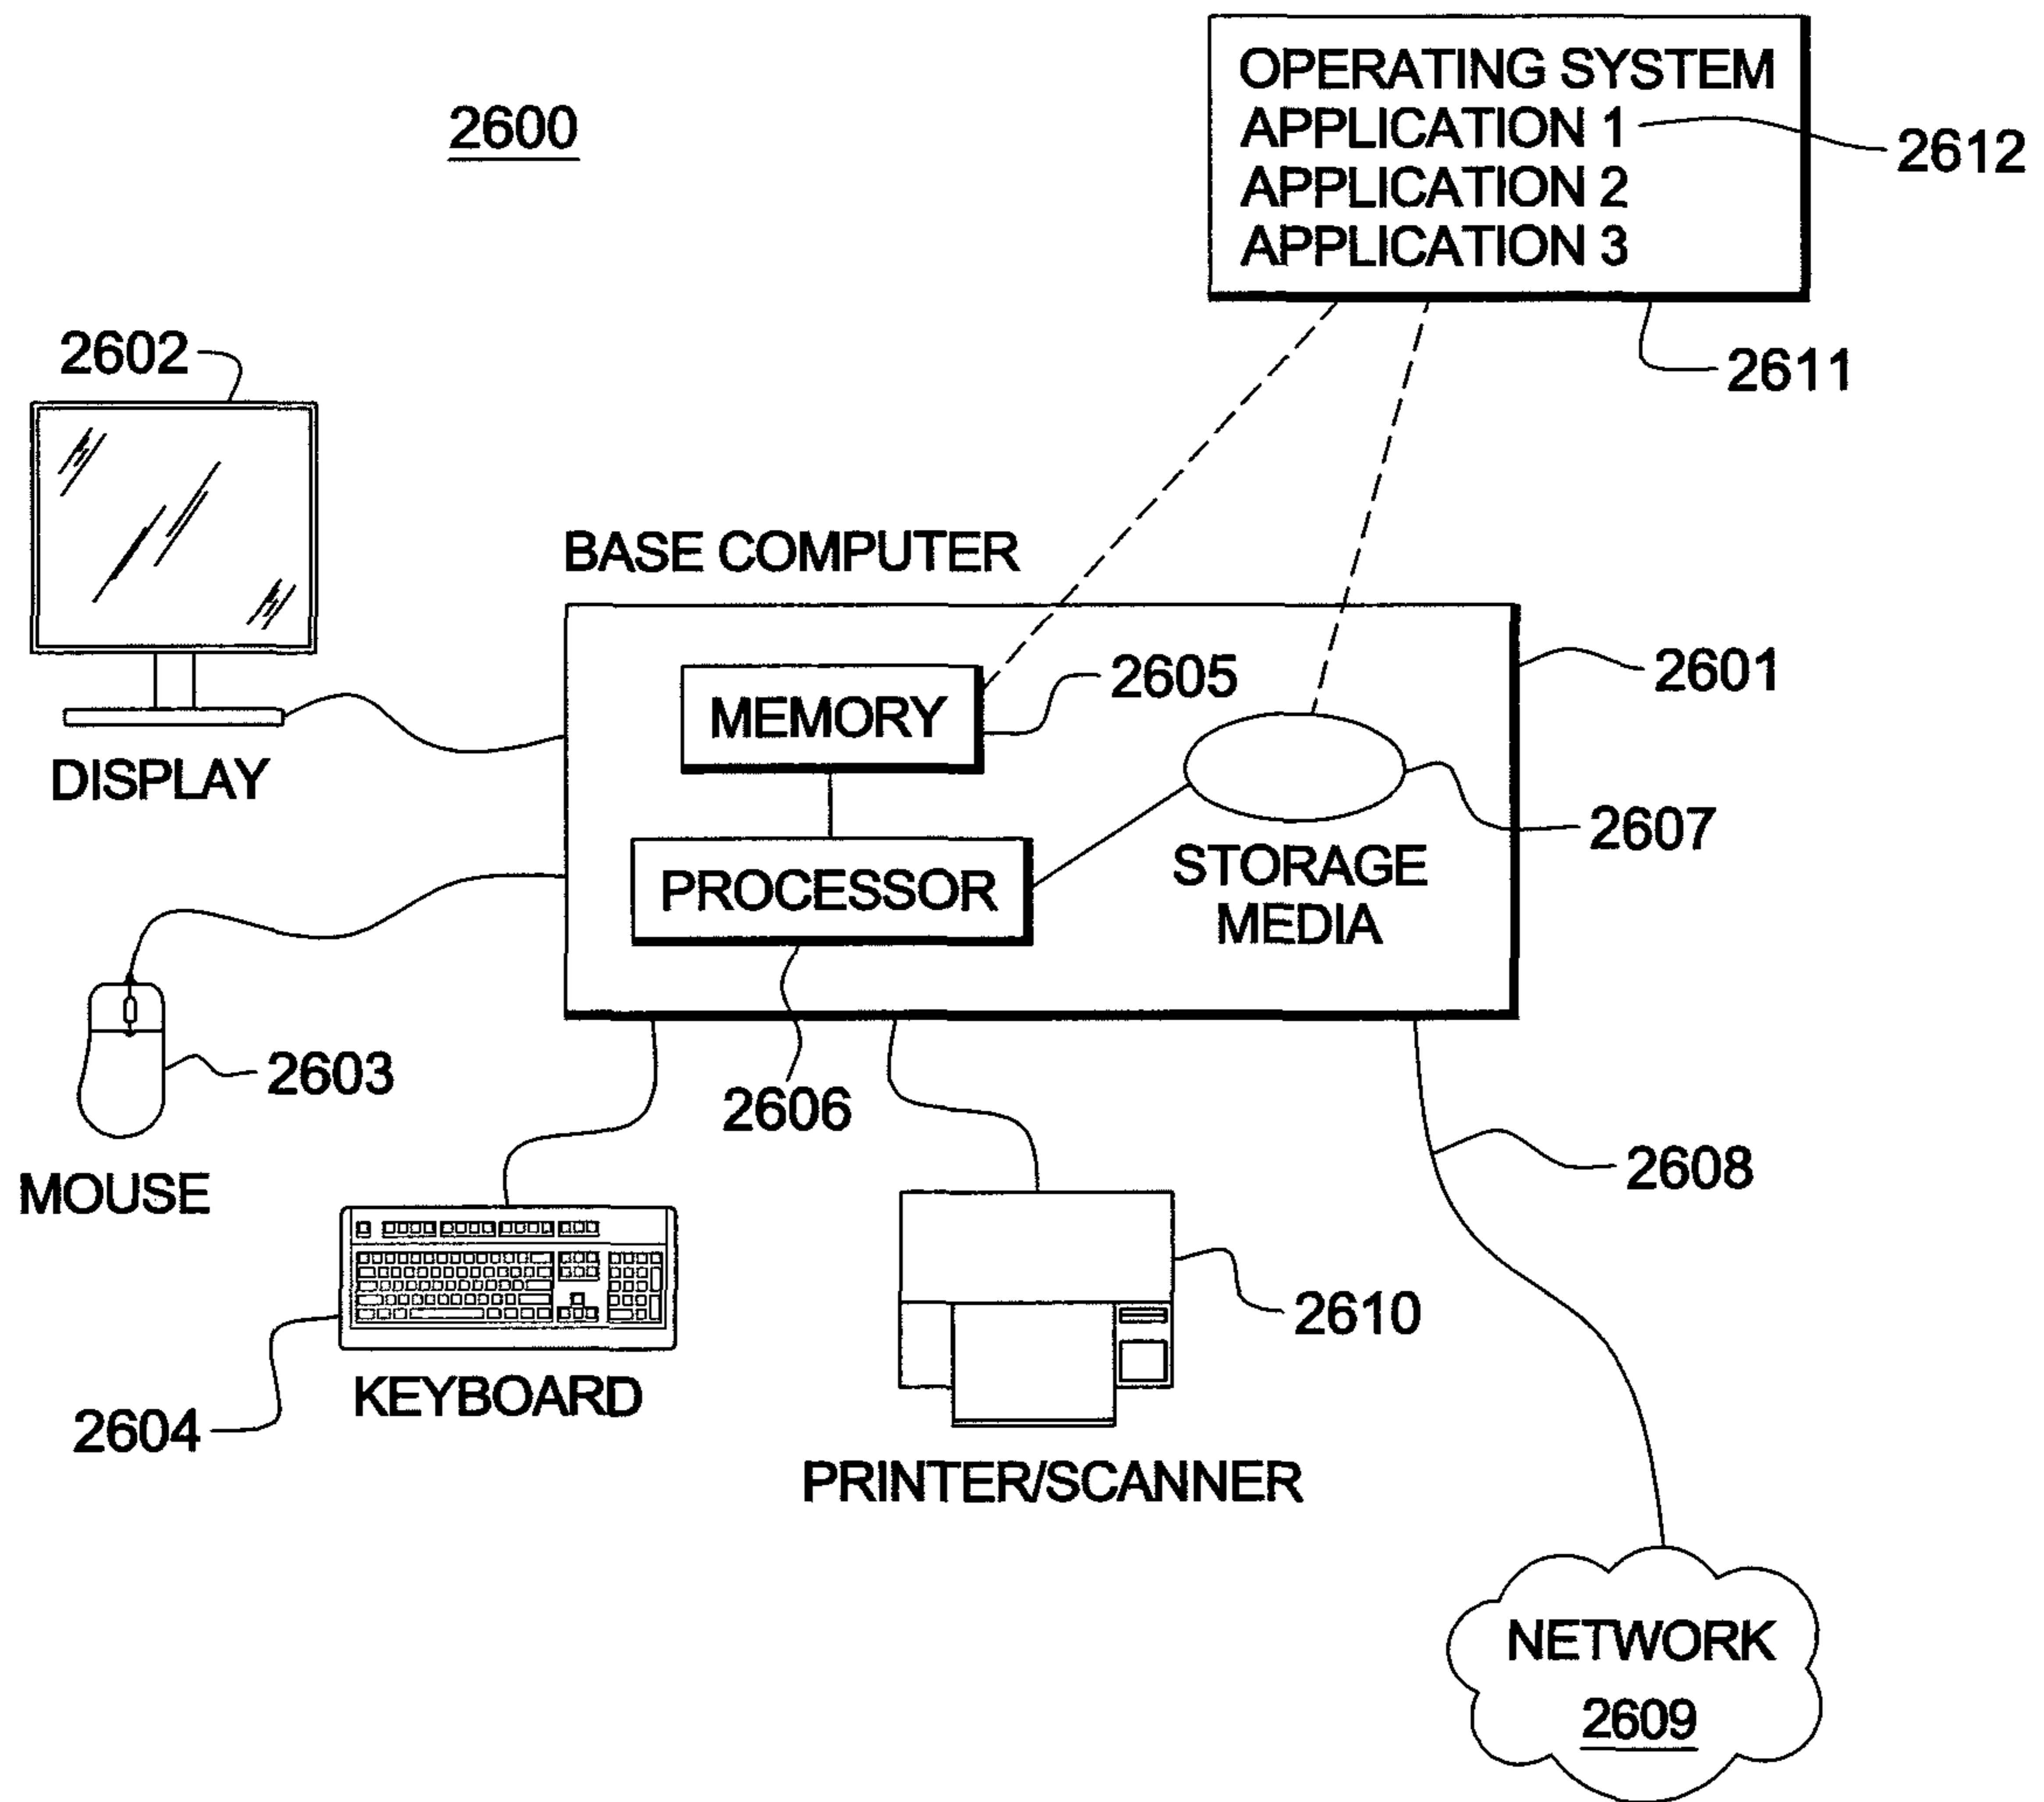 OPERATING SYSTEM
APPLICATION 1
APPLICATION 2
APPLICATION 3
2600
2612
2611
2602
BASE COMPUTER
2601
MEMORY
2605
DISPLAY
2607
PROCESSOR
STORAGE
MEDIA
2603
2606
MOUSE
2608
2610
KEYBOARD
2604
PRINTER/SCANNER
NETWORK
2609